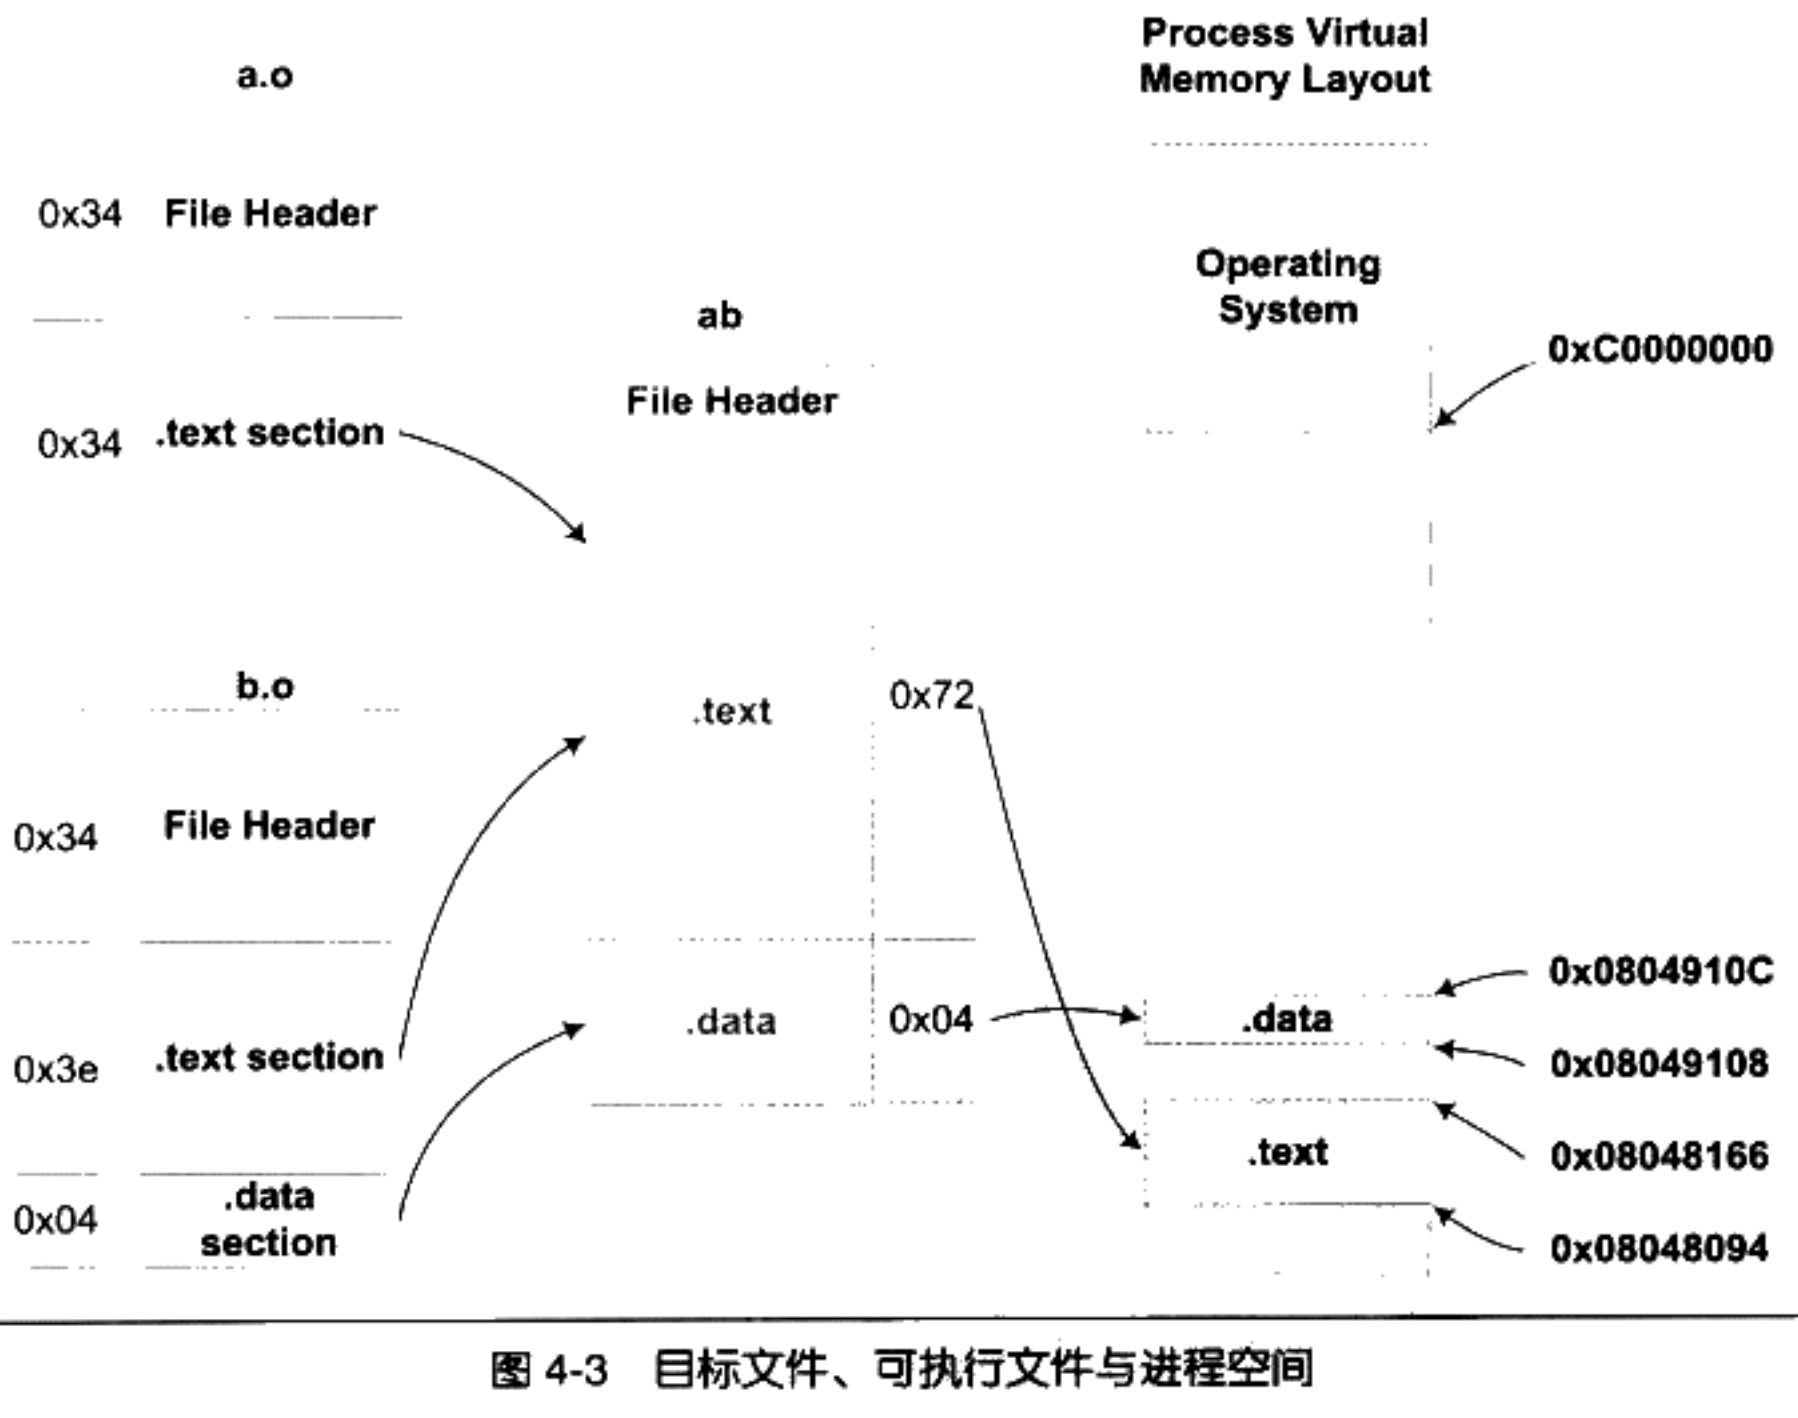 a.o
0x34 File Header
0x34 .text section
b.o
0x34 File Header
0x3e .text section
0x04 .data
section
ab
File Header
.text 0x72
.data 0x04
Process Virtual
Memory Layout
Operating
System
0xC0000000
.data
0x0804910C
0x08049108
.text
0x08048166
0x08048094
图 4-3 目标文件、可执行文件与进程空间